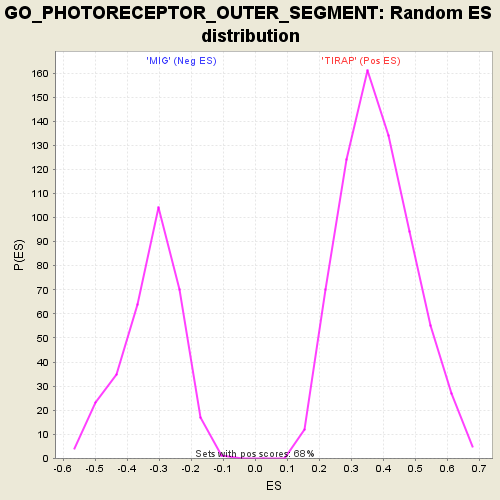 GO_PHOTORECEPTOR_OUTER_SEGMENT: Random ES
distribution
'MIG' (Neg ES)
'TIRAP' (Pos ES)
160
150
140
130
120
110
100
90
80
70
60
50
40
30
20
10
0
P(ES)
Sets with pos scores: 68%
-0.6 -0.5 -0.4 -0.3 -0.2 -0.1 0.0 0.1 0.2 0.3 0.4 0.5 0.6 0.7
ES